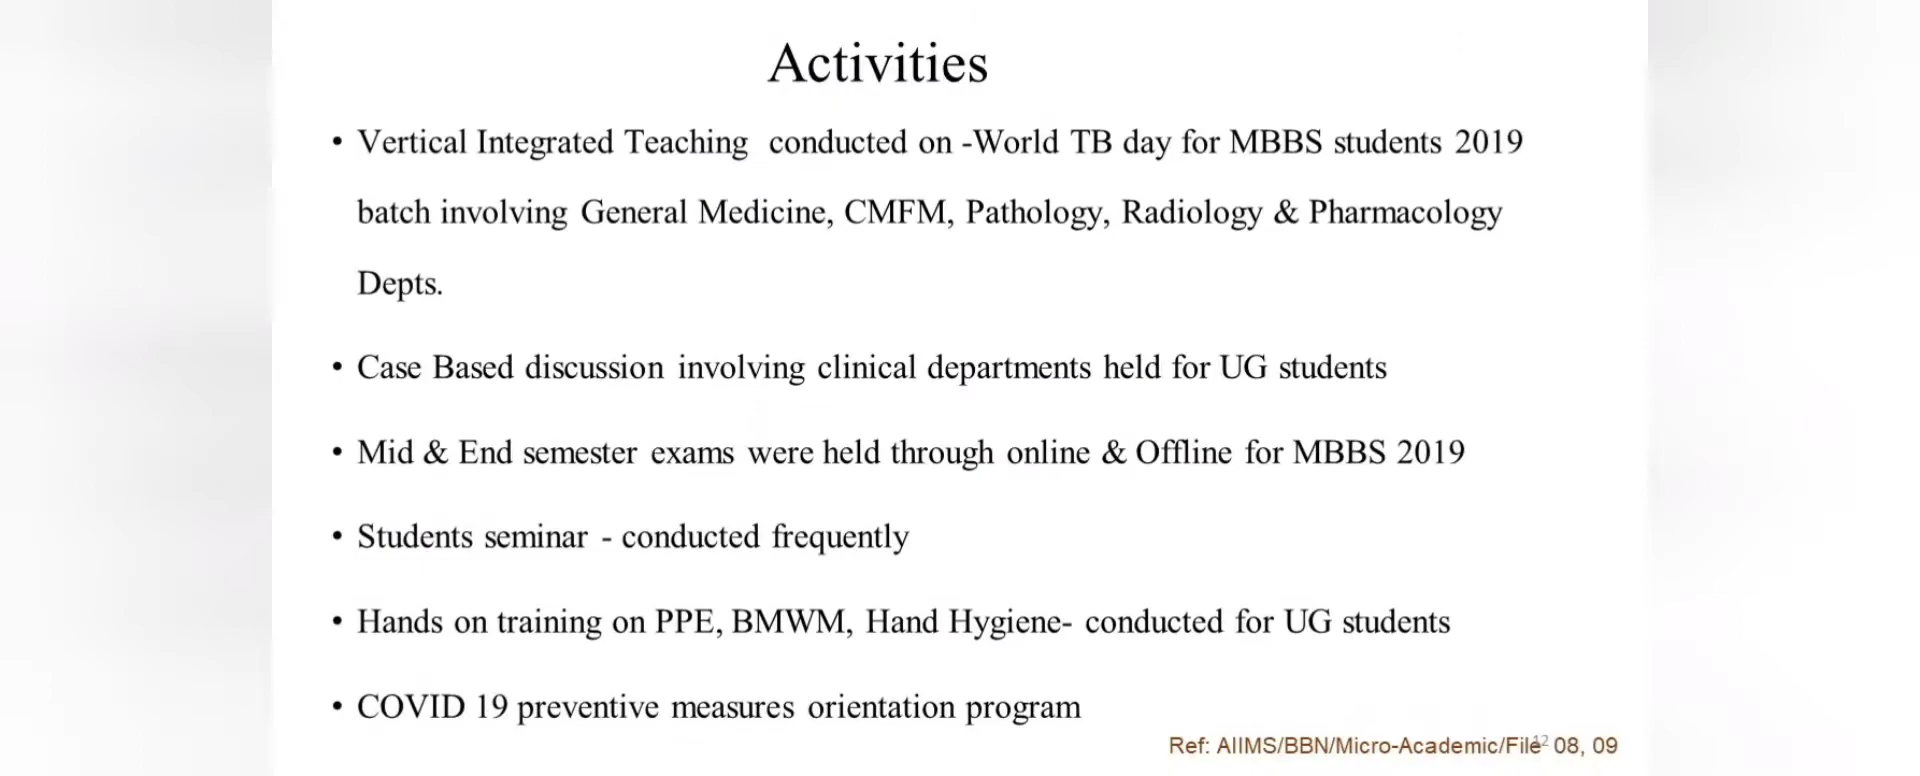 Activities
• Vertical Integrated Teaching conducted on -World TB day for MBBS students 2019
batch involving General Medicine, CMFM, Pathology, Radiology & Pharmacology
Depts.
• Case Based discussion involving clinical departments held for UG students
• Mid & End semester exams were held through online & Offline for MBBS 2019
• Students seminar - conducted frequently
• Hands on training on PPE, BMWM, Hand Hygiene- conducted for UG students
• COVID 19 preventive measures orientation program
Ref: AIIMS/BBN/Micro-Academic/File 08, 09
12